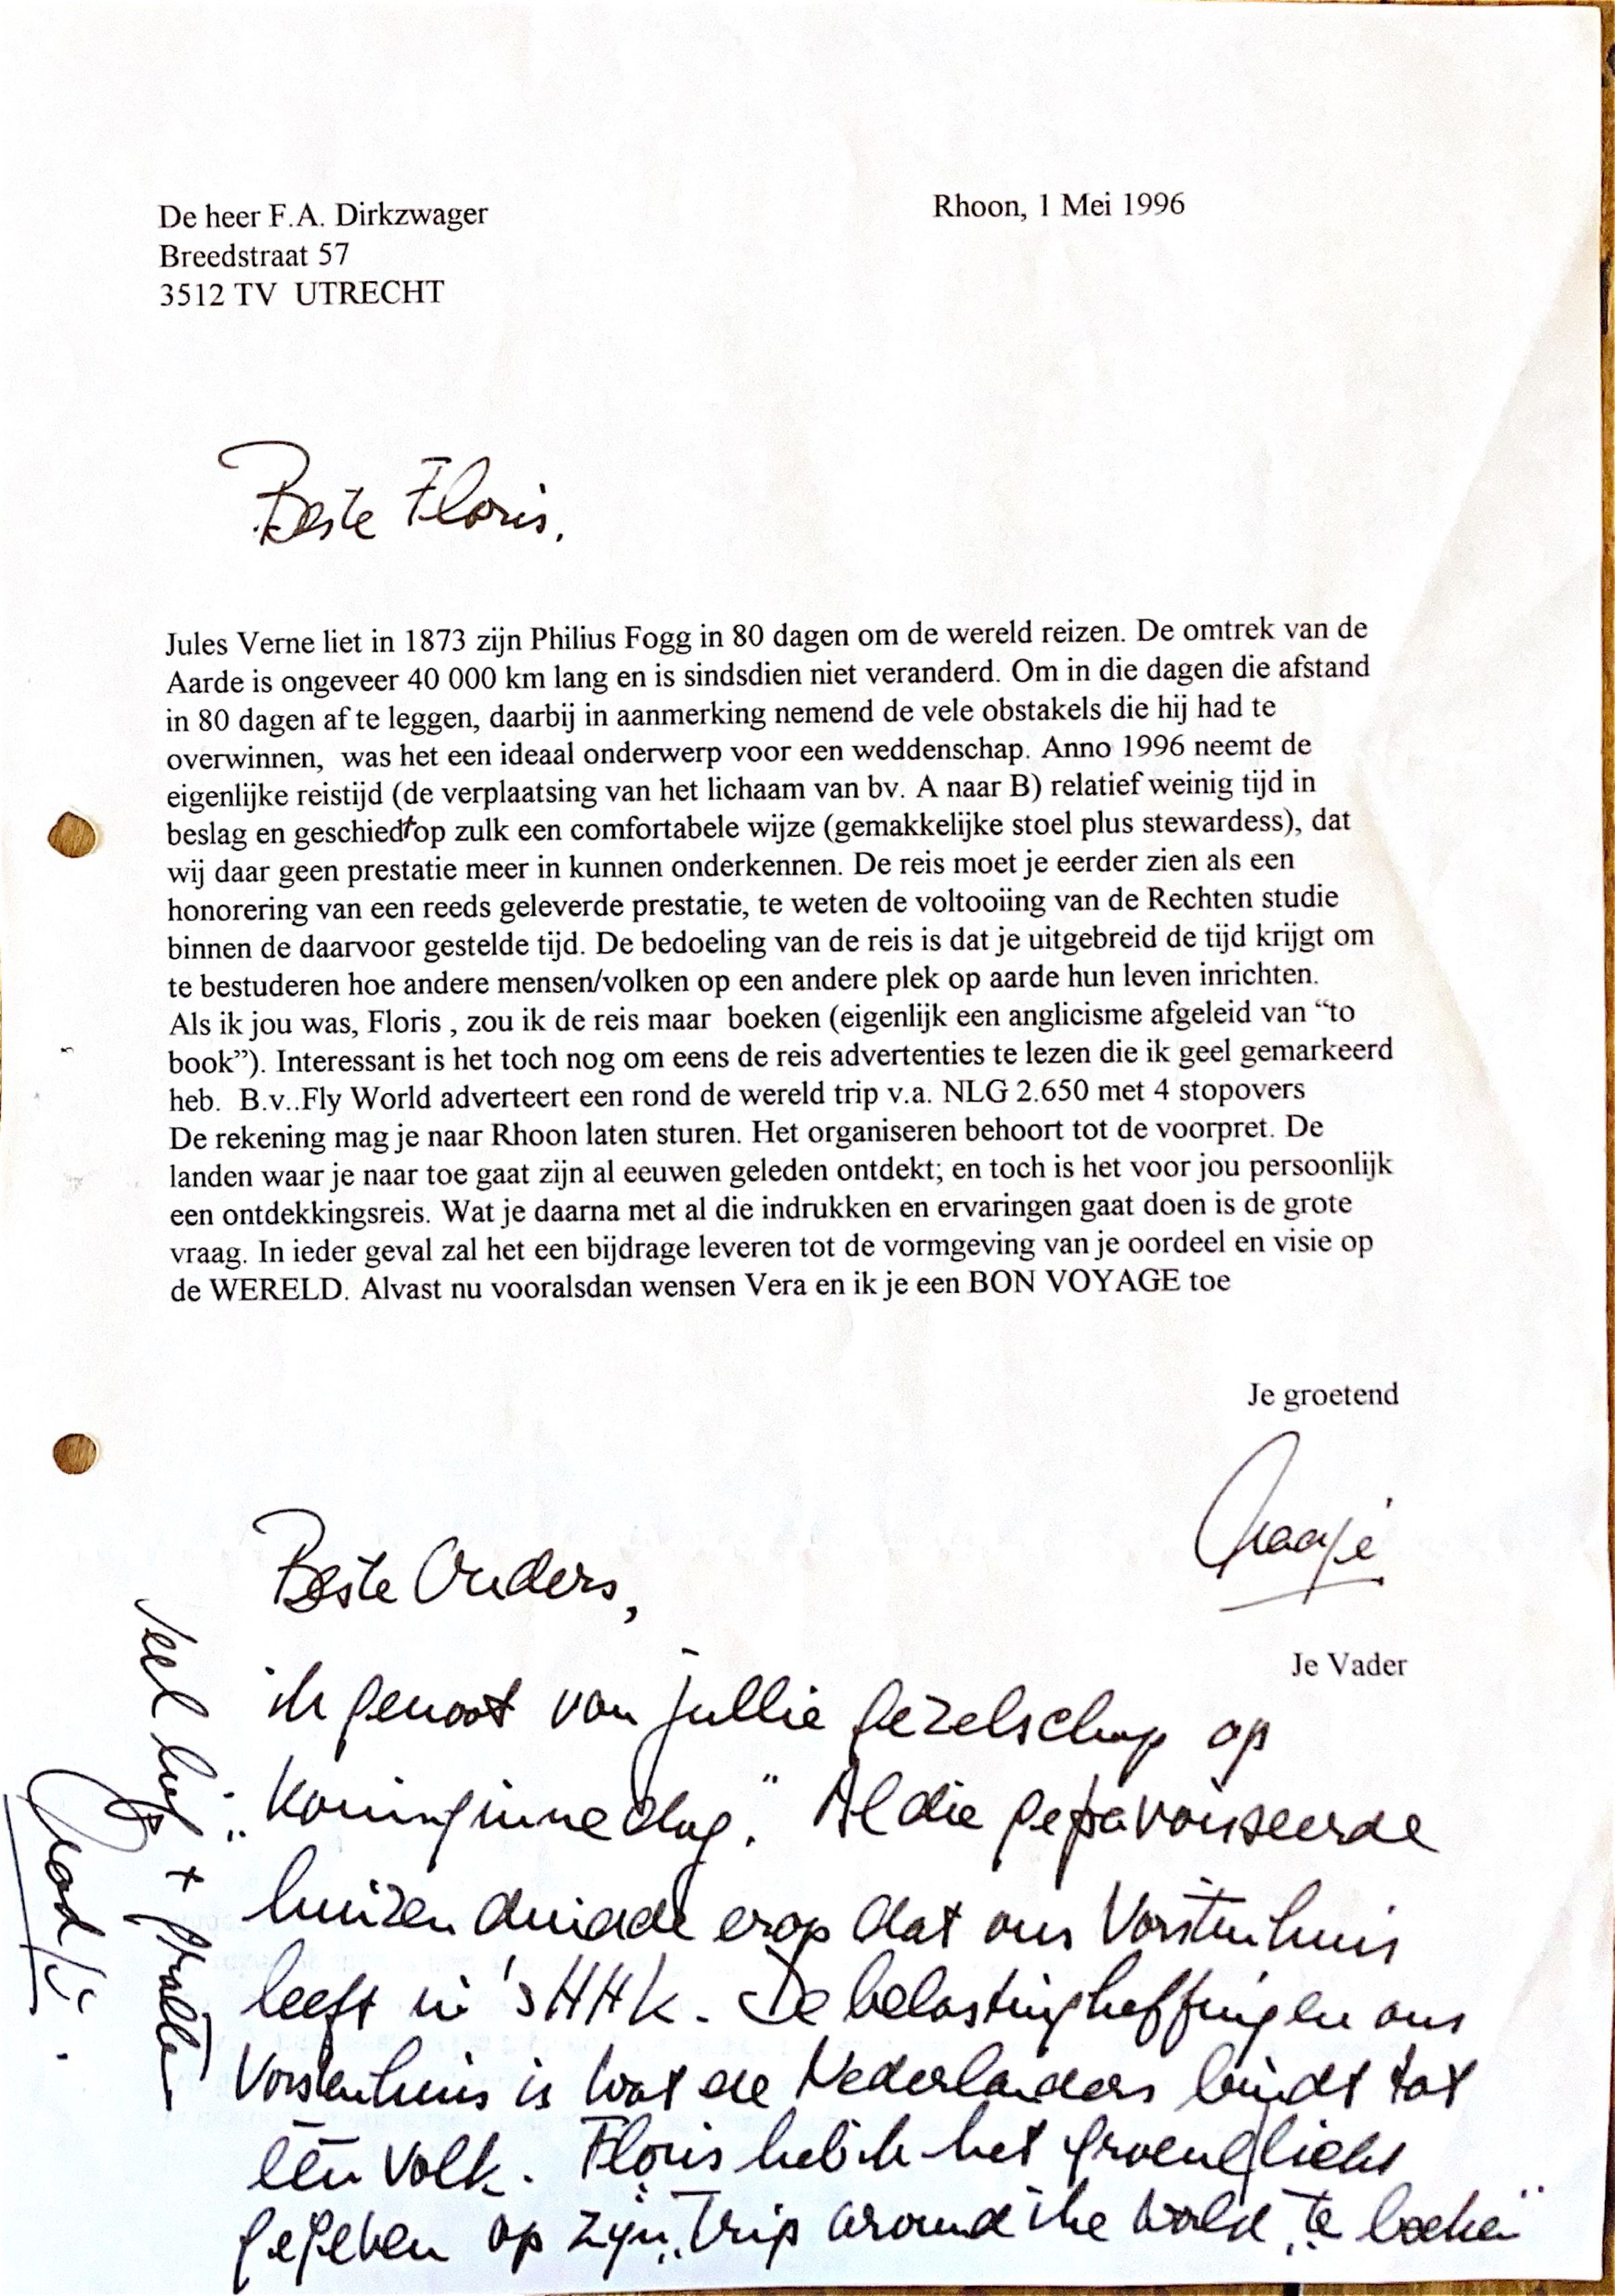 De heer F.A. Dirkzwager
Breedstraat 57
3512 TV UTRECHT
Rhoon, 1 Mei 1996
Beste Floris,
Jules Verne liet in 1873 zijn Philius Fogg in 80 dagen om de wereld reizen. De omtrek van de
Aarde is ongeveer 40 000 km lang en is sindsdien niet veranderd. Om in die dagen die afstand
in 80 dagen af te leggen, daarbij in aanmerking nemend de vele obstakels die hij had te
overwinnen, was het een ideaal onderwerp voor een weddenschap. Anno 1996 neemt de
eigenlijke reistijd (de verplaatsing van het lichaam van bv. A naar B) relatief weinig tijd in
beslag en geschiedt op zulk een comfortabele wijze (gemakkelijke stoel plus stewardess), dat
wij daar geen prestatie meer in kunnen onderkennen. De reis moet je eerder zien als een
honorering van een reeds geleverde prestatie, te weten de voltooiing van de Rechten studie
binnen de daarvoor gestelde tijd. De bedoeling van de reis is dat je uitgebreid de tijd krijgt om
te bestuderen hoe andere mensen/volken op een andere plek op aarde hun leven inrichten.
Als ik jou was, Floris , zou ik de reis maar boeken (eigenlijk een anglicisme afgeleid van “to
book”). Interessant is het toch nog om eens de reis advertenties te lezen die ik geel gemarkeerd
heb. B.v..Fly World adverteert een rond de wereld trip v.a. NLG 2.650 met 4 stopovers
De rekening mag je naar Rhoon laten sturen. Het organiseren behoort tot de voorpret. De
landen waar je naar toe gaat zijn al eeuwen geleden ontdekt; en toch is het voor jou persoonlijk
een ontdekkingsreis. Wat je daarna met al die indrukken en ervaringen gaat doen is de grote
vraag. In ieder geval zal het een bijdrage leveren tot de vormgeving van je oordeel en visie op
de WERELD. Alvast nu vooralsdan wensen Vera en ik je een BON VOYAGE toe
Je groetend
Je Vader
Beste Ouders,
ik genoot van jullie gezelschap op
„Koninginnedag." Al die gepavoiseerde
huizen duidde erop dat ons Vorstenhuis
leeft in 's HHK. De belastingheffingen ons
Vorstenhuis is wat de Nederlanders bindt tot
één Volk. Floris heb ik het groene licht
gegeven op zijn „Trip around the world" te boeken
Veel liefs +